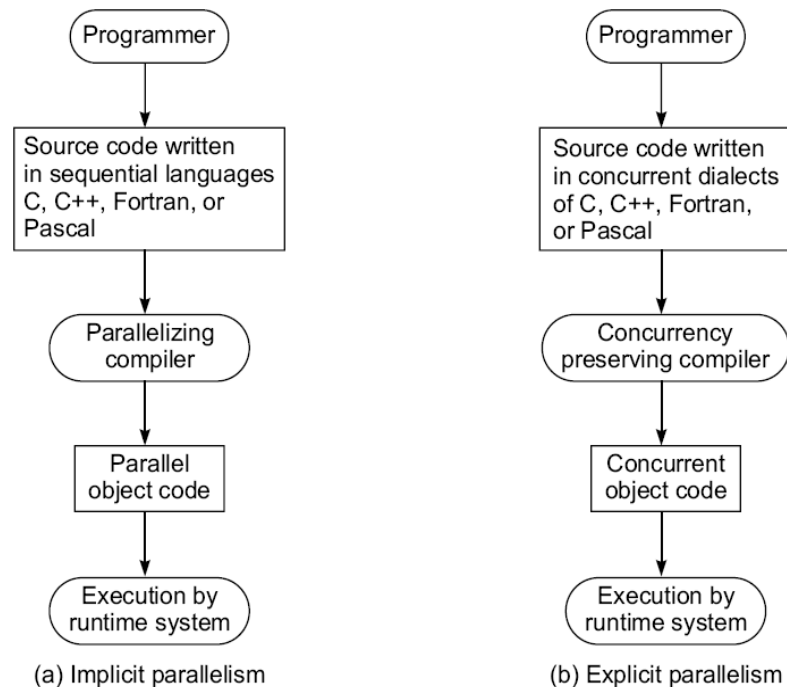 Programmer
Source code written
in sequential languages
C, C++, Fortran, or
Pascal
Parallelizing
compiler
Parallel
object code
Execution by
runtime system
(a) Implicit parallelism
Programmer
Source code written
in concurrent dialects
of C, C++, Fortran,
or Pascal
Concurrency
preserving compiler
Concurrent
object code
Execution by
runtime system
(b) Explicit parallelism